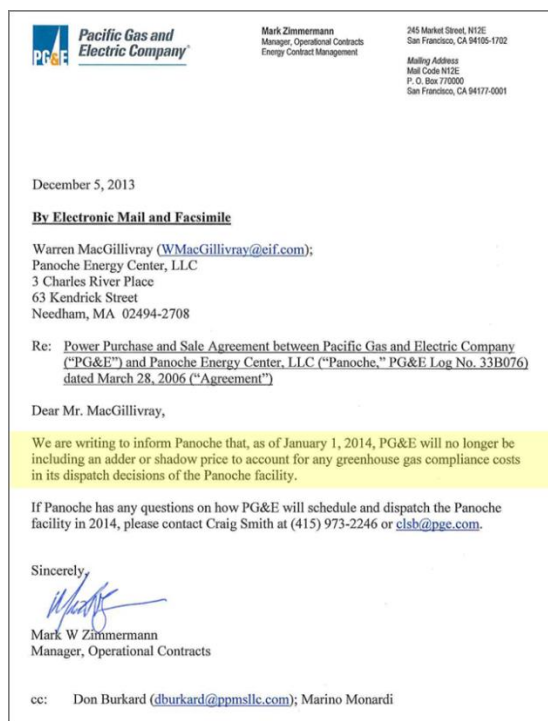 Pacific Gas and
Electric Company®
PG&E
Mark Zimmermann
Manager, Operational Contracts
Energy Contract Management
245 Market Street, N12E
San Francisco, CA 94105-1702
Mailing Address
Mail Code N12E
P. O. Box 770000
San Francisco, CA 94177-0001
December 5, 2013
By Electronic Mail and Facsimile
Warren MacGillivray (WMacGillivray@eif.com);
Panoche Energy Center, LLC
3 Charles River Place
63 Kendrick Street
Needham, MA 02494-2708
Re: Power Purchase and Sale Agreement between Pacific Gas and Electric Company
("PG&E") and Panoche Energy Center, LLC ("Panoche," PG&E Log No. 33B076)
dated March 28, 2006 ("Agreement")
Dear Mr. MacGillivray,
We are writing to inform Panoche that, as of January 1, 2014, PG&E will no longer be
including an adder or shadow price to account for any greenhouse gas compliance costs
in its dispatch decisions of the Panoche facility.
If Panoche has any questions on how PG&E will schedule and dispatch the Panoche
facility in 2014, please contact Craig Smith at (415) 973-2246 or clsb@pge.com.
Sincerely,
Mark W Zimmermann
Manager, Operational Contracts
cc: Don Burkard (dburkard@ppmsllc.com); Marino Monardi